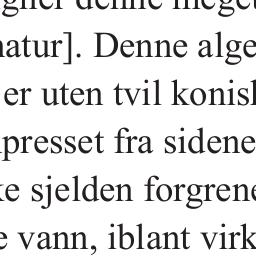 gner denne meget
natur]. Denne alge
er uten tvil konisk
presset fra sidene
ke sjelden forgrene
e vann, iblant virk